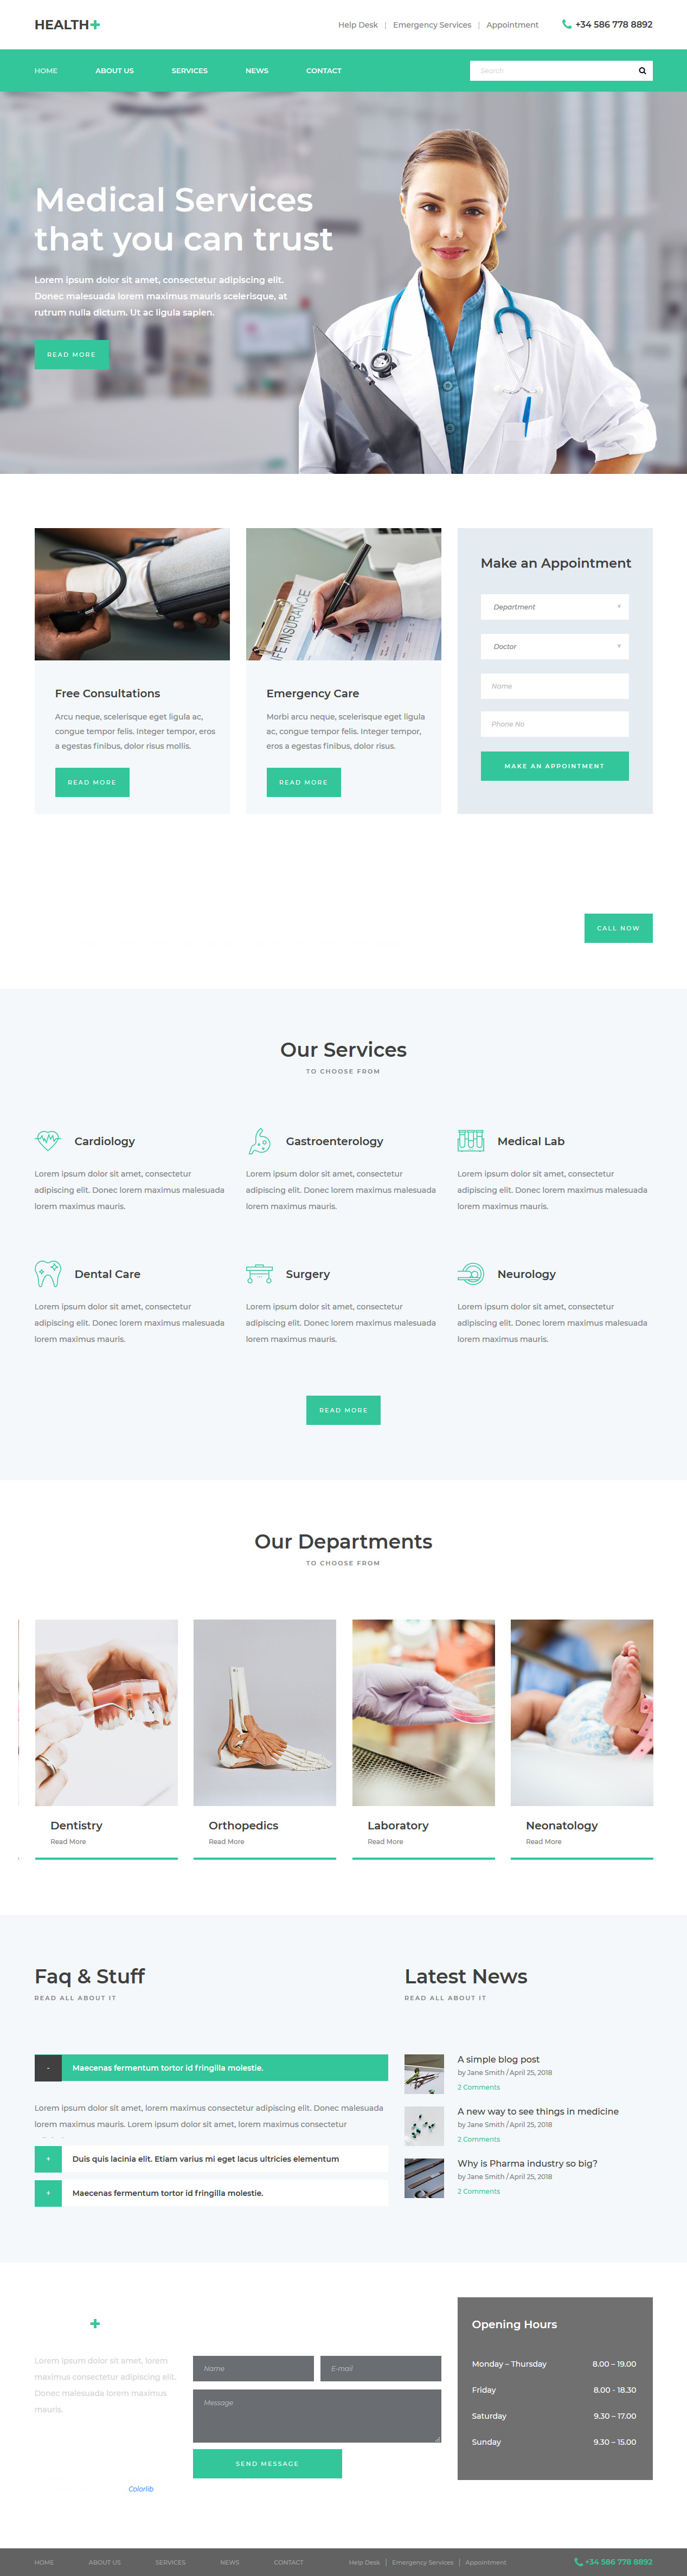 HEALTH+
Help Desk | Emergency Services | Appointment
+34 586 778 8892
HOME ABOUT US SERVICES NEWS CONTACT
Search
Medical Services
that you can trust
Lorem ipsum dolor sit amet, consectetur adipiscing elit.
Donec malesuada lorem maximus mauris scelerisque, at
rutrum nulla dictum. Ut ac ligula sapien.
READ MORE
LIFE INSURANCE
Free Consultations
Arcu neque, scelerisque eget ligula ac,
congue tempor felis. Integer tempor, eros
a egestas finibus, dolor risus mollis.
READ MORE
Emergency Care
Morbi arcu neque, scelerisque eget ligula
ac, congue tempor felis. Integer tempor,
eros a egestas finibus, dolor risus.
READ MORE
Make an Appointment
Department
Doctor
Name
Phone No
MAKE AN APPOINTMENT
CALL NOW
Our Services
TO CHOOSE FROM
Cardiology
Lorem ipsum dolor sit amet, consectetur
adipiscing elit. Donec lorem maximus malesuada
lorem maximus mauris.
Gastroenterology
Lorem ipsum dolor sit amet, consectetur
adipiscing elit. Donec lorem maximus malesuada
lorem maximus mauris.
Medical Lab
Lorem ipsum dolor sit amet, consectetur
adipiscing elit. Donec lorem maximus malesuada
lorem maximus mauris.
Dental Care
Lorem ipsum dolor sit amet, consectetur
adipiscing elit. Donec lorem maximus malesuada
lorem maximus mauris.
Surgery
Lorem ipsum dolor sit amet, consectetur
adipiscing elit. Donec lorem maximus malesuada
lorem maximus mauris.
Neurology
Lorem ipsum dolor sit amet, consectetur
adipiscing elit. Donec lorem maximus malesuada
lorem maximus mauris.
READ MORE
Our Departments
TO CHOOSE FROM
Dentistry
Read More
Orthopedics
Read More
Laboratory
Read More
Neonatology
Read More
Faq & Stuff
READ ALL ABOUT IT
- Maecenas fermentum tortor id fringilla molestie.
Lorem ipsum dolor sit amet, lorem maximus consectetur adipiscing elit. Donec malesuada
lorem maximus mauris. Lorem ipsum dolor sit amet, lorem maximus consectetur
+ Duis quis lacinia elit. Etiam varius mi eget lacus ultricies elementum
+ Maecenas fermentum tortor id fringilla molestie.
Latest News
READ ALL ABOUT IT
A simple blog post
by Jane Smith / April 25, 2018
2 Comments
A new way to see things in medicine
by Jane Smith / April 25, 2018
2 Comments
Why is Pharma industry so big?
by Jane Smith / April 25, 2018
2 Comments
+
Lorem ipsum dolor sit amet, lorem
maximus consectetur adipiscing elit.
Donec malesuada lorem maximus
mauris.
Colorlib
Name
E-mail
Message
SEND MESSAGE
Opening Hours
Monday – Thursday 8.00 – 19.00
Friday 8.00 - 18.30
Saturday 9.30 – 17.00
Sunday 9.30 – 15.00
HOME ABOUT US SERVICES NEWS CONTACT
Help Desk | Emergency Services | Appointment
+34 586 778 8892